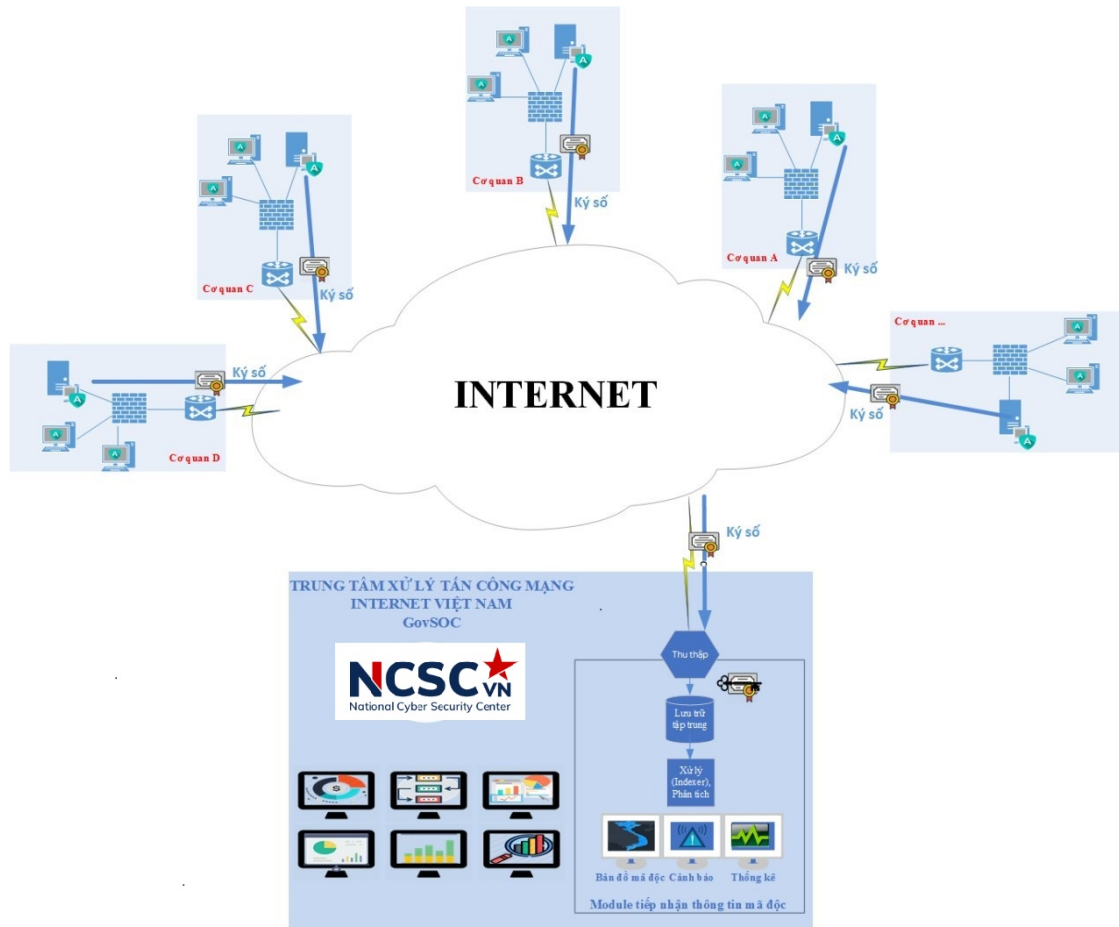 Cơ quan B
Ký số
Cơ quan C
Ký số
Cơ quan A
Ký số
Cơ quan D
Ký số
Cơ quan ...
Ký số
INTERNET
Ký số
TRUNG TÂM XỬ LÝ TẤN CÔNG MẠNG
INTERNET VIỆT NAM
GovSOC
NCSC VN
National Cyber Security Center
Thu thập
Lưu trữ
tập trung
Xử lý
(Indexer),
Phân tích
Bản đồ mã độc
Cảnh báo
Thống kê
Module tiếp nhận thông tin mã độc